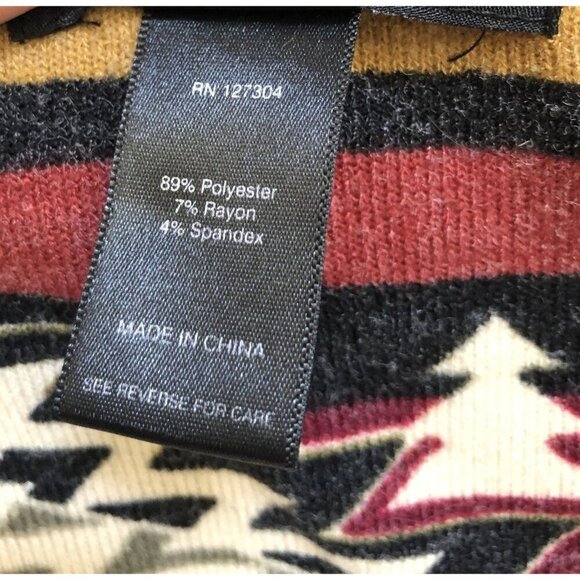 RN 127304
89% Polyester
7% Rayon
4% Spandex
MADE IN CHINA
SEE REVERSE FOR CARE